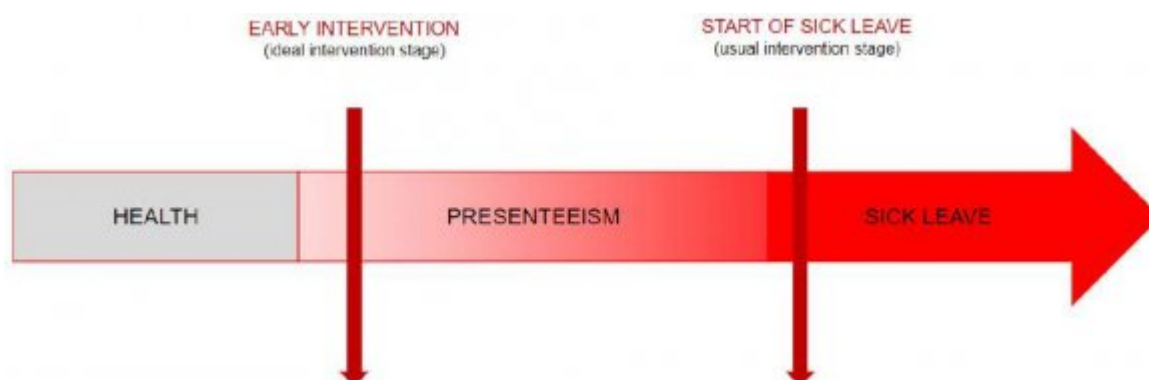 EARLY INTERVENTION
(ideal intervention stage)
START OF SICK LEAVE
(usual intervention stage)
HEALTH
PRESENTEEISM
SICK LEAVE